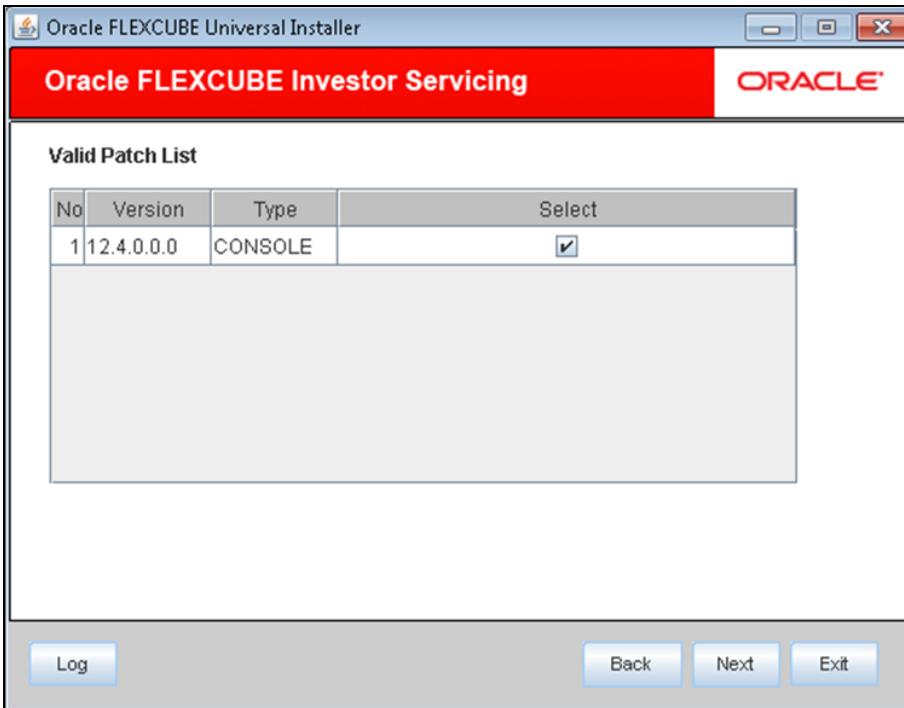 Oracle FLEXCUBE Universal Installer
Oracle FLEXCUBE Investor Servicing
ORACLE
Valid Patch List
No Version Type Select
1 12.4.0.0.0 CONSOLE
Log Back Next Exit